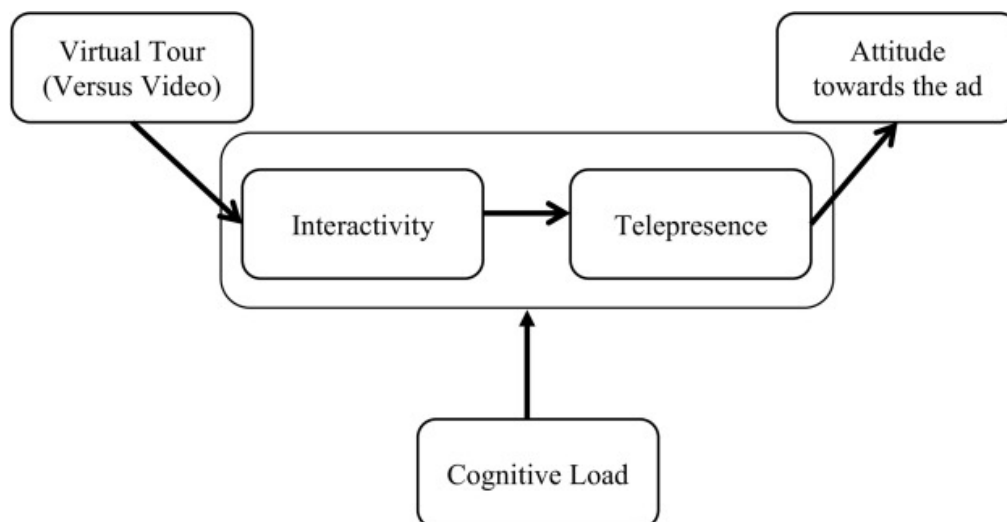 Virtual Tour
(Versus Video)
Attitude
towards the ad
Interactivity
Telepresence
Cognitive Load